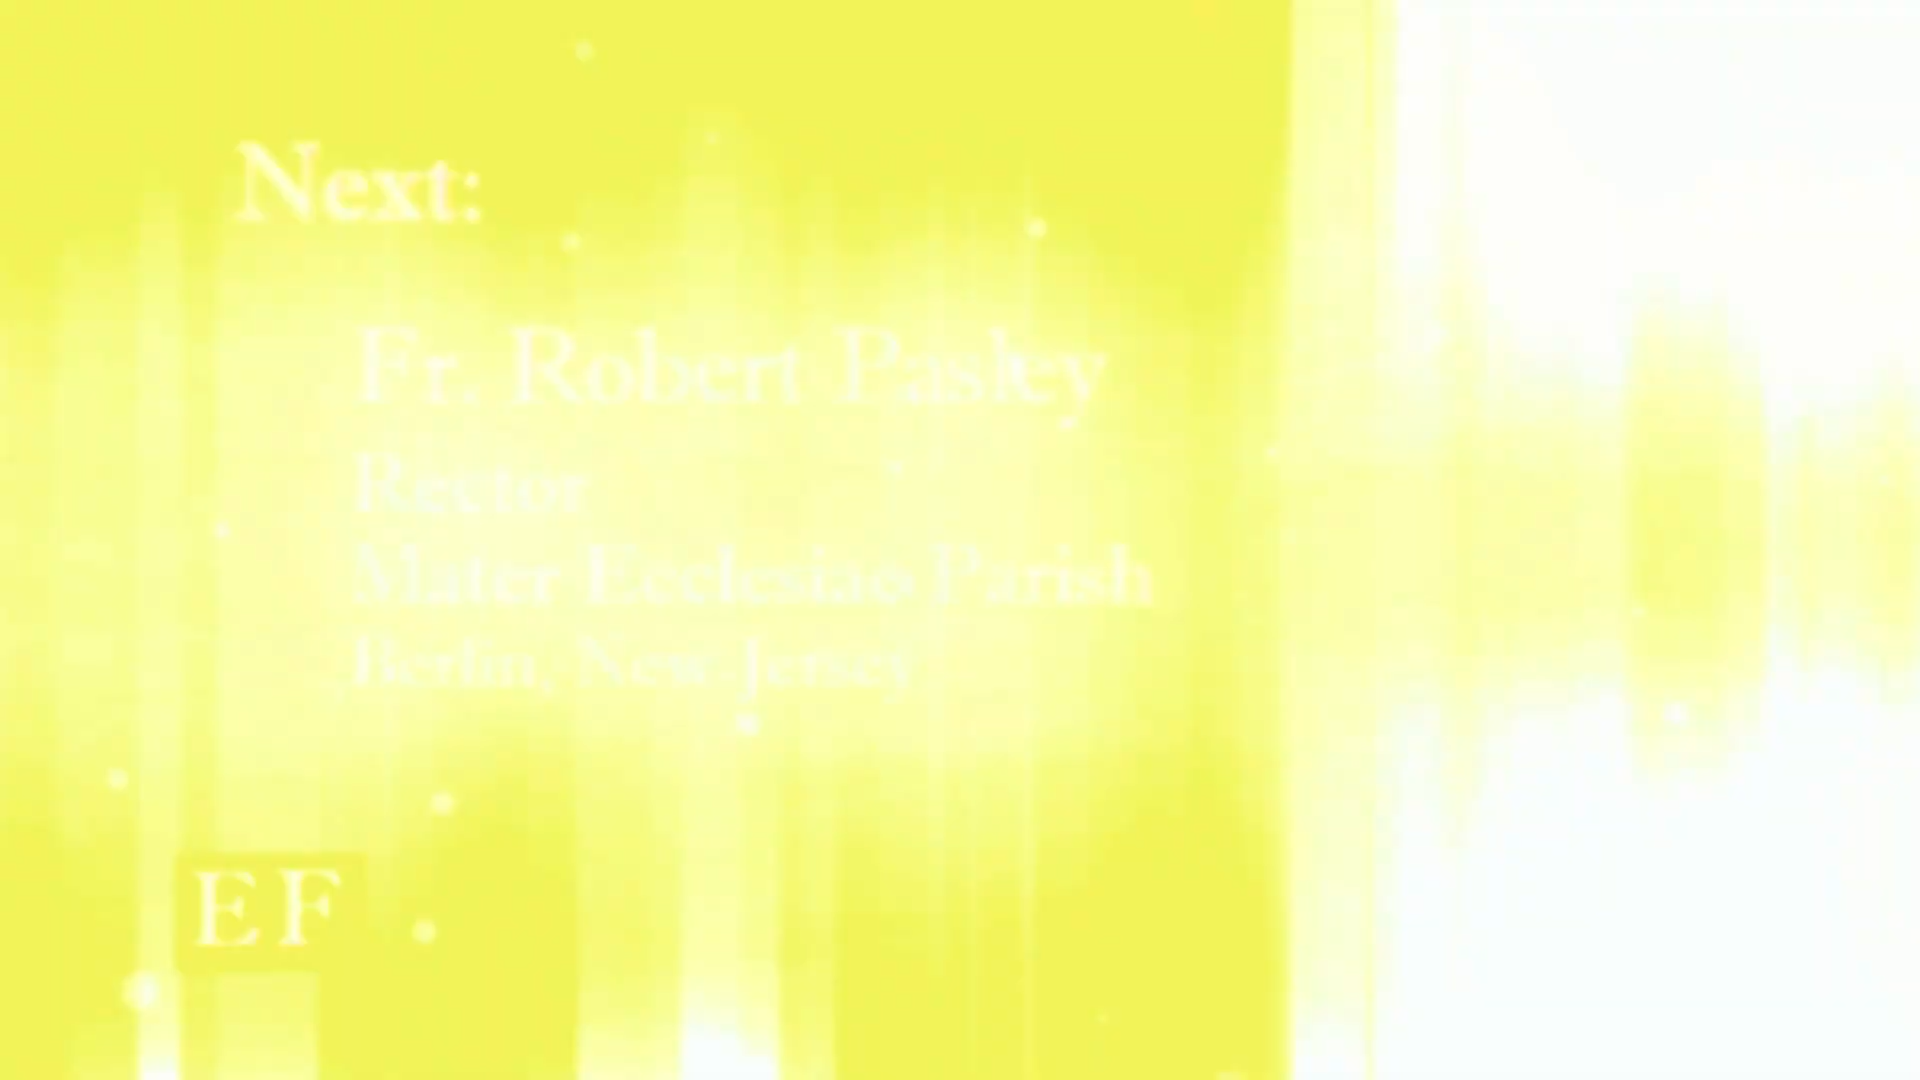 Next:
Fr. Robert Pasley
Rector
Mater Ecclesiae Parish
Berlin, New Jersey
EF